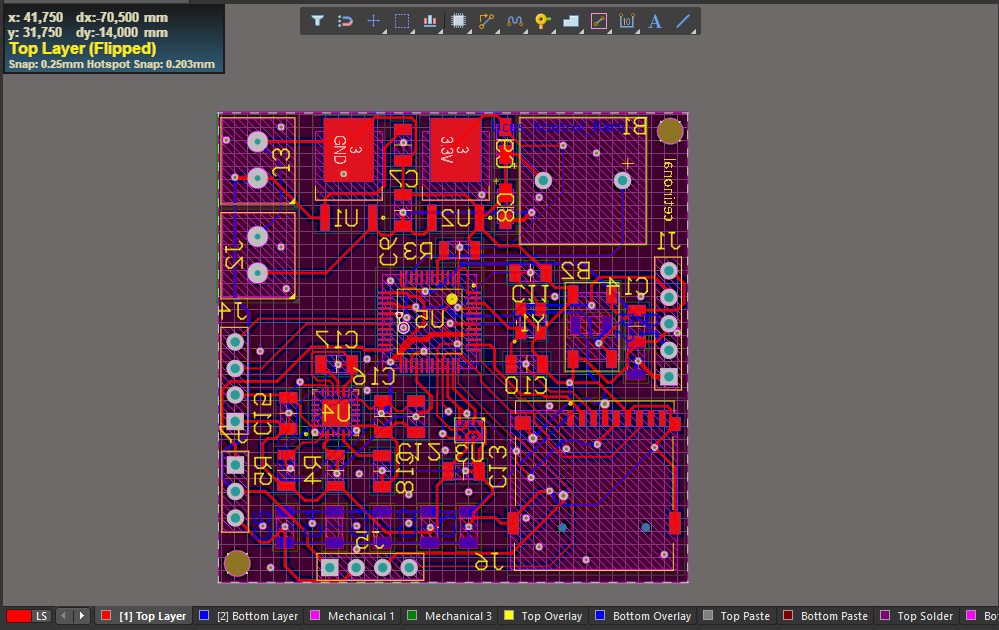 x: 41,750 dx:-70,500 mm
y: 31,750 dy:-14,000 mm
Top Layer (Flipped)
Snap: 0.25mm Hotspot Snap: 0.203mm
J3
3
GND
C7
3
3.3V
C8
B1
U1
U2
J2
C9
R3
J1
B2
C11
C14
J4
U5
Y1
C17
C16
C10
C15
U4
R5
R4
C18
C12
U3
C13
J5
J6
LS
[1] Top Layer
[2] Bottom Layer
Mechanical 1
Mechanical 3
Top Overlay
Bottom Overlay
Top Paste
Bottom Paste
Top Solder
Bo